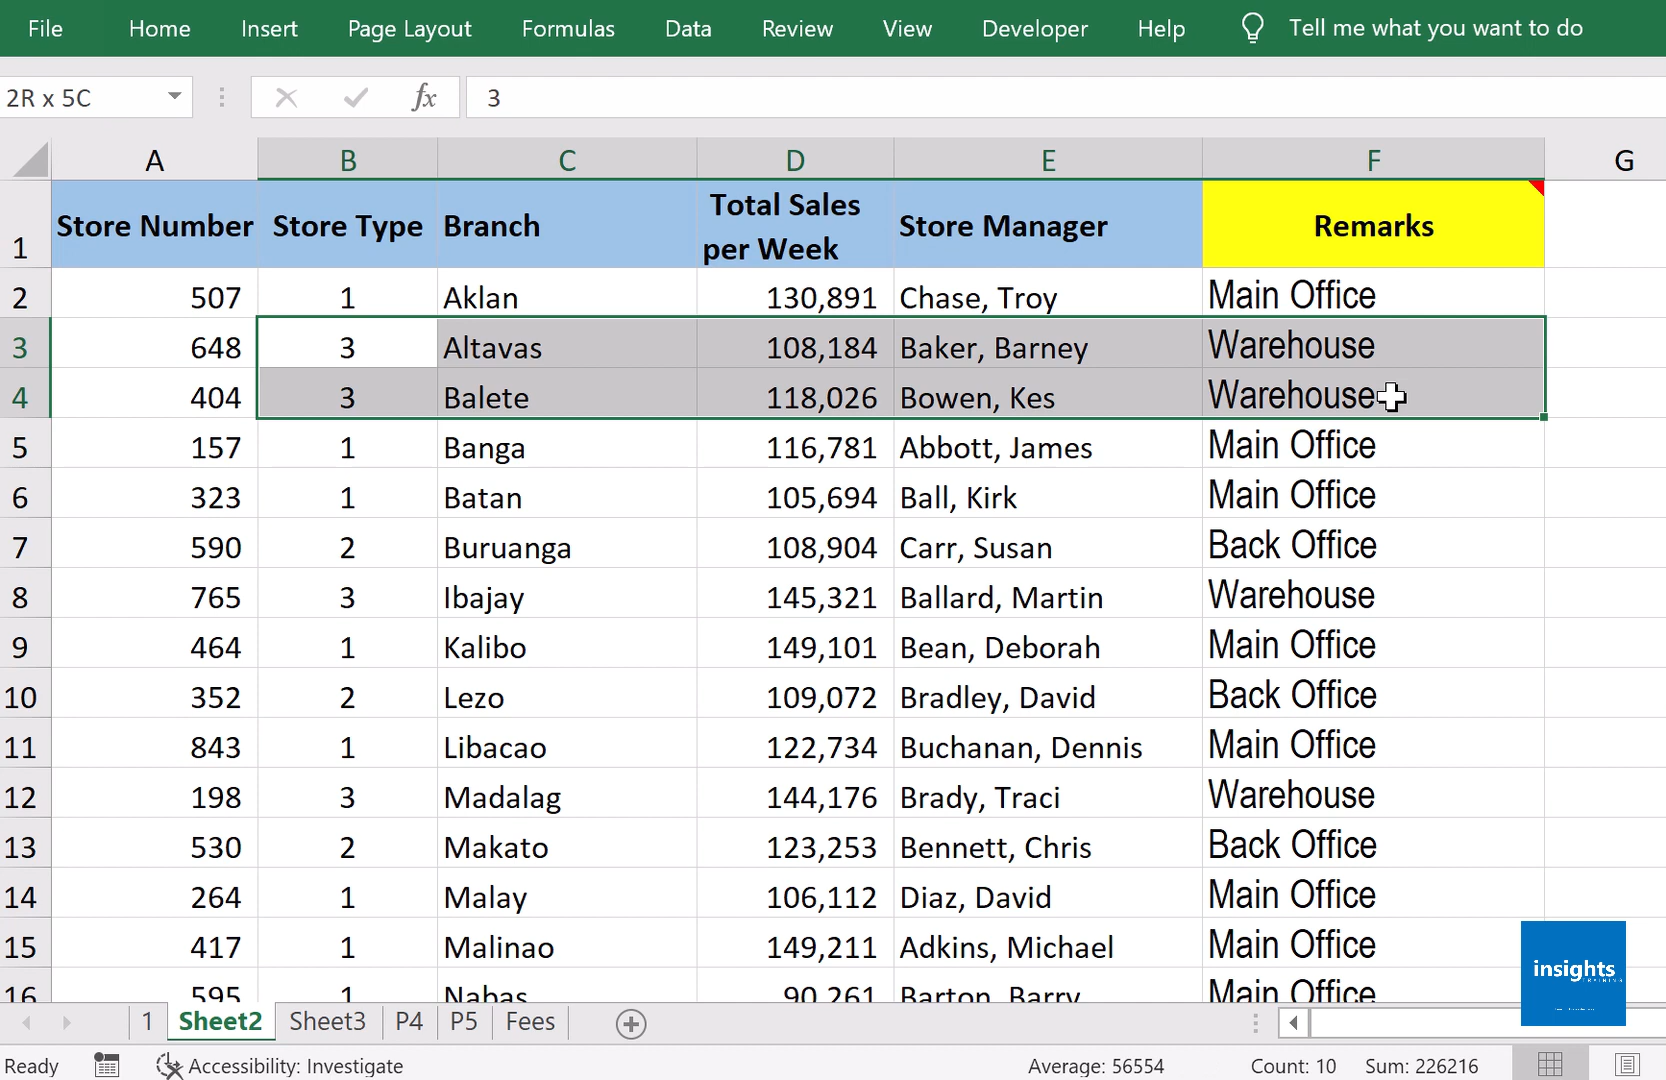 File Home Insert Page Layout Formulas Data Review View Developer Help Tell me what you want to do
2R x 5C fx 3
A B C D E F G
1 Store Number Store Type Branch Total Sales per Week Store Manager Remarks
2 507 1 Aklan 130,891 Chase, Troy Main Office
3 648 3 Altavas 108,184 Baker, Barney Warehouse
4 404 3 Balete 118,026 Bowen, Kes Warehouse
5 157 1 Banga 116,781 Abbott, James Main Office
6 323 1 Batan 105,694 Ball, Kirk Main Office
7 590 2 Buruanga 108,904 Carr, Susan Back Office
8 765 3 Ibajay 145,321 Ballard, Martin Warehouse
9 464 1 Kalibo 149,101 Bean, Deborah Main Office
10 352 2 Lezo 109,072 Bradley, David Back Office
11 843 1 Libacao 122,734 Buchanan, Dennis Main Office
12 198 3 Madalag 144,176 Brady, Traci Warehouse
13 530 2 Makato 123,253 Bennett, Chris Back Office
14 264 1 Malay 106,112 Diaz, David Main Office
15 417 1 Malinao 149,211 Adkins, Michael Main Office
16 595 1 Nabas 90,261 Barton, Barry Main Office
insights
1 Sheet2 Sheet3 P4 P5 Fees
Ready Accessibility: Investigate Average: 56554 Count: 10 Sum: 226216